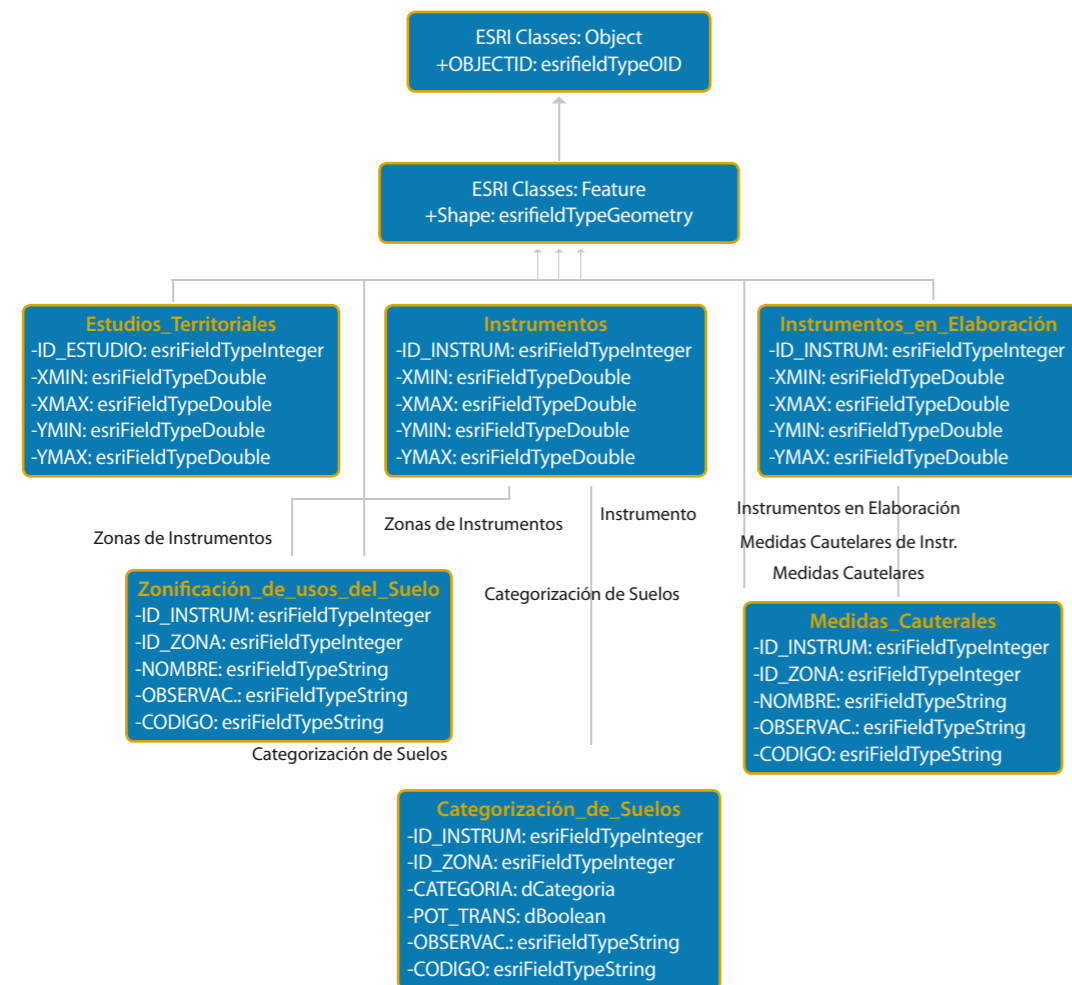 ESRI Classes: Object
+OBJECTID: esrifieldTypeOID
ESRI Classes: Feature
+Shape: esrifieldTypeGeometry
Estudios_Territoriales
-ID_ESTUDIO: esriFieldTypeInteger
-XMIN: esriFieldTypeDouble
-XMAX: esriFieldTypeDouble
-YMIN: esriFieldTypeDouble
-YMAX: esriFieldTypeDouble
Instrumentos
-ID_INSTRUM: esriFieldTypeInteger
-XMIN: esriFieldTypeDouble
-XMAX: esriFieldTypeDouble
-YMIN: esriFieldTypeDouble
-YMAX: esriFieldTypeDouble
Instrumentos_en_Elaboración
-ID_INSTRUM: esriFieldTypeInteger
-XMIN: esriFieldTypeDouble
-XMAX: esriFieldTypeDouble
-YMIN: esriFieldTypeDouble
-YMAX: esriFieldTypeDouble
Zonas de Instrumentos
Zonas de Instrumentos
Instrumento
Instrumentos en Elaboración
Medidas Cautelares de Instr.
Medidas Cautelares
Categorización de Suelos
Zonificación_de_usos_del_Suelo
-ID_INSTRUM: esriFieldTypeInteger
-ID_ZONA: esriFieldTypeInteger
-NOMBRE: esriFieldTypeString
-OBSERVAC.: esriFieldTypeString
-CODIGO: esriFieldTypeString
Medidas_Cauterales
-ID_INSTRUM: esriFieldTypeInteger
-ID_ZONA: esriFieldTypeInteger
-NOMBRE: esriFieldTypeString
-OBSERVAC.: esriFieldTypeString
-CODIGO: esriFieldTypeString
Categorización de Suelos
Categorización_de_Suelos
-ID_INSTRUM: esriFieldTypeInteger
-ID_ZONA: esriFieldTypeInteger
-CATEGORIA: dCategoria
-POT_TRANS: dBoolean
-OBSERVAC.: esriFieldTypeString
-CODIGO: esriFieldTypeString